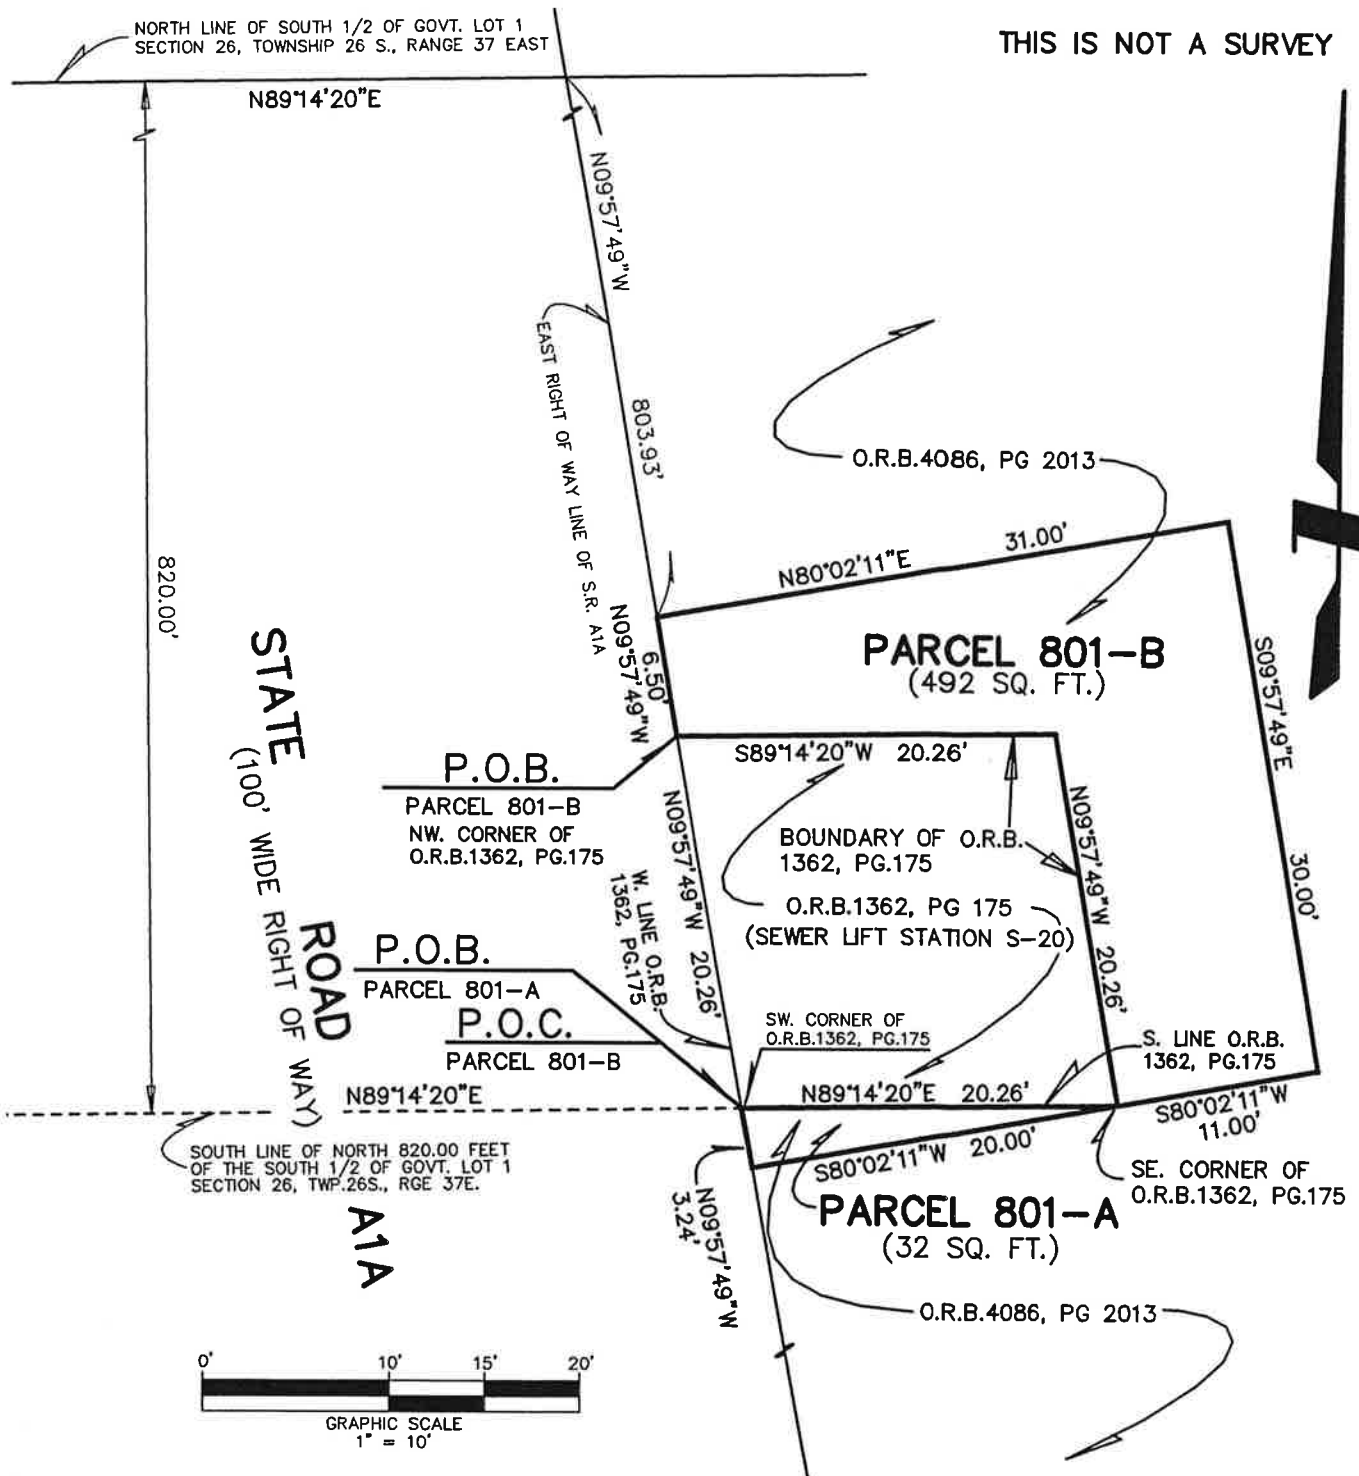 NORTH LINE OF SOUTH 1/2 OF GOVT. LOT 1
SECTION 26, TOWNSHIP 26 S., RANGE 37 EAST
THIS IS NOT A SURVEY
N89°14'20"E
N09°57'49"W
EAST RIGHT OF WAY LINE OF S.R. A1A
803.93'
O.R.B.4086, PG 2013
820.00'
N80°02'11"E
31.00'
STATE
ROAD
A1A
(100' WIDE RIGHT OF WAY)
N09°57'49"W
6.50'
PARCEL 801-B
(492 SQ. FT.)
S09°57'49"E
30.00'
S89°14'20"W 20.26'
P.O.B.
PARCEL 801-B
NW. CORNER OF
O.R.B.1362, PG.175
N09°57'49"W 20.26'
BOUNDARY OF O.R.B.
1362, PG.175
N09°57'49"W 20.26'
W. LINE O.R.B.
1362, PG.175
O.R.B.1362, PG 175
(SEWER LIFT STATION S-20)
P.O.B.
PARCEL 801-A
P.O.C.
PARCEL 801-B
SW. CORNER OF
O.R.B.1362, PG.175
S. LINE O.R.B.
1362, PG.175
N89°14'20"E
N89°14'20"E 20.26'
S80°02'11"W
11.00'
SOUTH LINE OF NORTH 820.00 FEET
OF THE SOUTH 1/2 OF GOVT. LOT 1
SECTION 26, TWP.26S., RGE 37E.
S80°02'11"W 20.00'
SE. CORNER OF
O.R.B.1362, PG.175
N09°57'49"W
3.24'
PARCEL 801-A
(32 SQ. FT.)
O.R.B.4086, PG 2013
0' 10' 15' 20'
GRAPHIC SCALE
1" = 10'